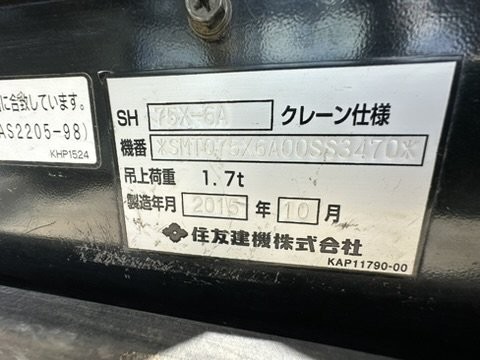 に合致しています。
AS2205-98)
KHP1524
SH 75X-6A クレーン仕様
機番 *SMT075X6A00SS3470*
吊上荷重 1.7t
製造年月 2015 年 10 月
住友建機株式会社
KAP11790-00